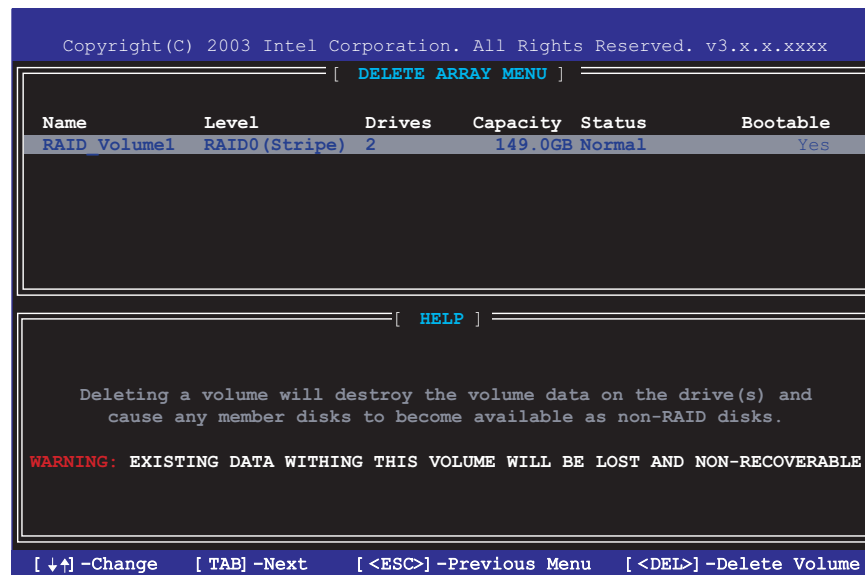 Copyright(C) 2003 Intel Corporation. All Rights Reserved. v3.x.x.xxxx
[ DELETE ARRAY MENU ]
Name Level Drives Capacity Status Bootable
RAID_Volume1 RAID0(Stripe) 2 149.0GB Normal Yes
[ HELP ]
Deleting a volume will destroy the volume data on the drive(s) and
cause any member disks to become available as non-RAID disks.
WARNING: EXISTING DATA WITHING THIS VOLUME WILL BE LOST AND NON-RECOVERABLE
[↓↑]-Change [TAB]-Next [<ESC>]-Previous Menu [<DEL>]-Delete Volume